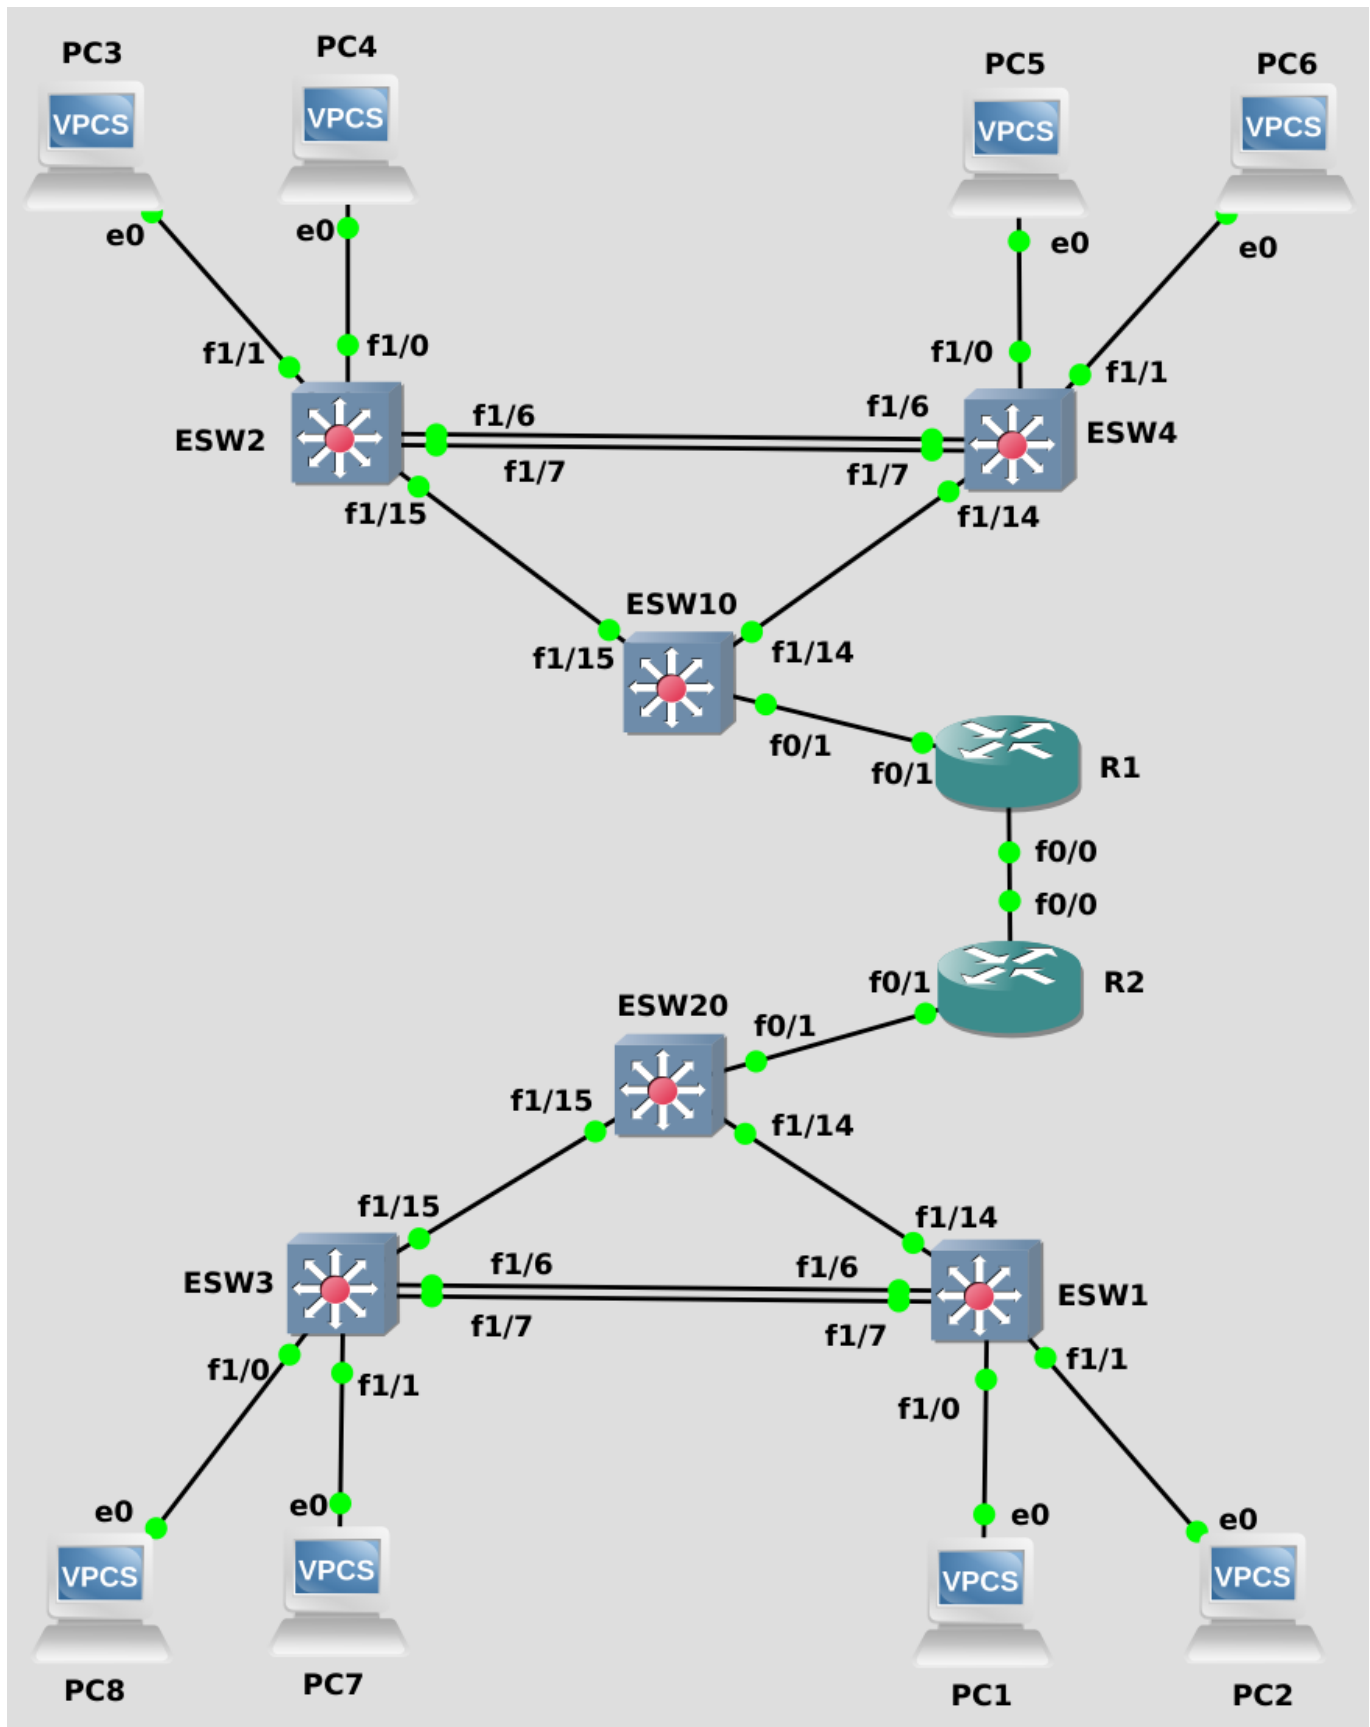 PC3
PC4
PC5
PC6
VPCS
VPCS
VPCS
VPCS
e0
e0
e0
e0
f1/1
f1/0
f1/0
f1/1
ESW2
f1/6
f1/6
ESW4
f1/7
f1/7
f1/15
f1/14
ESW10
f1/15
f1/14
f0/1
f0/1
R1
f0/0
f0/0
f0/1
R2
ESW20
f0/1
f1/15
f1/14
f1/15
f1/14
ESW3
f1/6
f1/6
ESW1
f1/7
f1/7
f1/0
f1/1
f1/0
f1/1
e0
e0
e0
e0
VPCS
VPCS
VPCS
VPCS
PC8
PC7
PC1
PC2